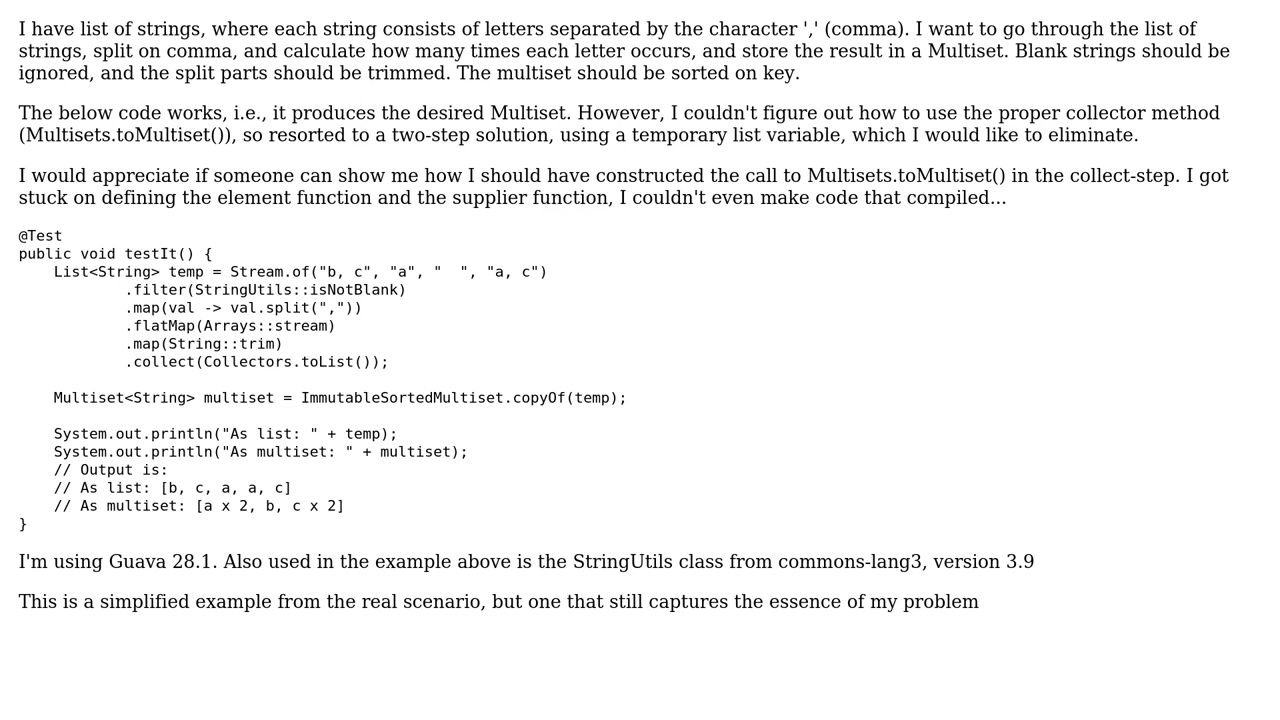 I have list of strings, where each string consists of letters separated by the character ',' (comma). I want to go through the list of
strings, split on comma, and calculate how many times each letter occurs, and store the result in a Multiset. Blank strings should be
ignored, and the split parts should be trimmed. The multiset should be sorted on key.
The below code works, i.e., it produces the desired Multiset. However, I couldn't figure out how to use the proper collector method
(Multisets.toMultiset()), so resorted to a two-step solution, using a temporary list variable, which I would like to eliminate.
I would appreciate if someone can show me how I should have constructed the call to Multisets.toMultiset() in the collect-step. I got
stuck on defining the element function and the supplier function, I couldn't even make code that compiled...
@Test
public void testIt() {
    List<String> temp = Stream.of("b, c", "a", "  ", "a, c")
            .filter(StringUtils::isNotBlank)
            .map(val -> val.split(","))
            .flatMap(Arrays::stream)
            .map(String::trim)
            .collect(Collectors.toList());
    Multiset<String> multiset = ImmutableSortedMultiset.copyOf(temp);
    System.out.println("As list: " + temp);
    System.out.println("As multiset: " + multiset);
    // Output is:
    // As list: [b, c, a, a, c]
    // As multiset: [a x 2, b, c x 2]
}
I'm using Guava 28.1. Also used in the example above is the StringUtils class from commons-lang3, version 3.9
This is a simplified example from the real scenario, but one that still captures the essence of my problem